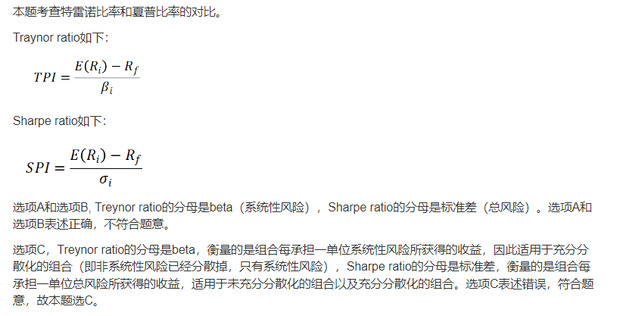 本题考查特雷诺比率和夏普比率的对比。
Traynor ratio如下：
TPI = \frac{E(R_i) − R_f}{β_i}
Sharpe ratio如下：
SPI = \frac{E(R_i) − R_f}{σ_i}
选项A和选项B, Treynor ratio的分母是beta（系统性风险）, Sharpe ratio的分母是标准差（总风险）。选项A和
选项B表述正确，不符合题意。
选项C，Treynor ratio的分母是beta，衡量的是组合每承担一单位系统性风险所获得的收益，因此适用于充分分
散化的组合（即非系统性风险已经分散掉，只有系统性风险）, Sharpe ratio的分母是标准差，衡量的是组合每
承担一单位总风险所获得的收益，适用于未充分分散化的组合以及充分分散化的组合。选项C表述错误，符合题
意，故本题选C。